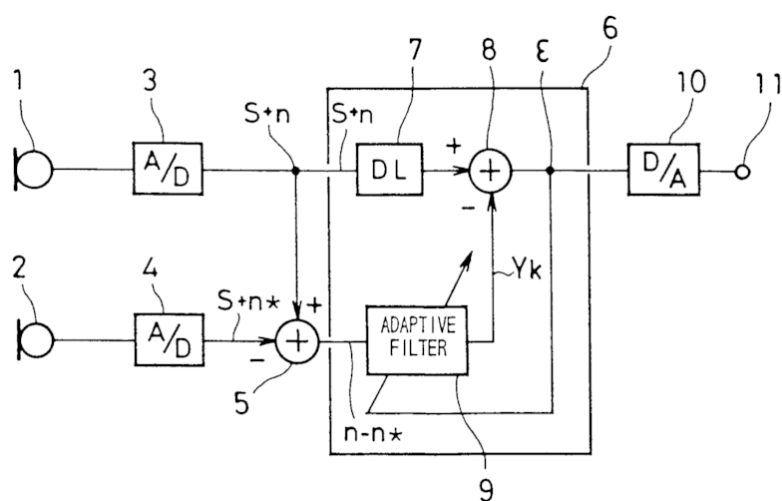 7
8
ε
6
1
3
10
11
S+n
S+n
A/D
DL
+
+
D/A
-
2
4
S+n*
+
Yk
A/D
-
+
ADAPTIVE
FILTER
5
n-n*
9